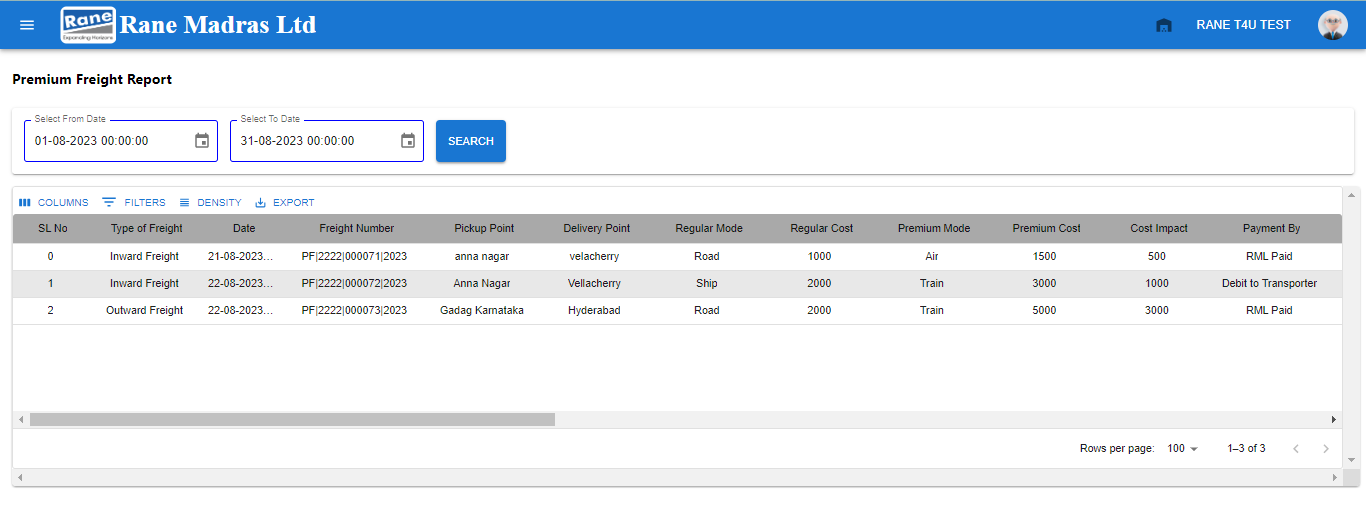 Rane
Expanding Horizons
Rane Madras Ltd
RANE T4U TEST
Premium Freight Report
Select From Date
Select To Date
01-08-2023 00:00:00
31-08-2023 00:00:00
SEARCH
COLUMNS FILTERS DENSITY EXPORT
SL No Type of Freight Date Freight Number Pickup Point Delivery Point Regular Mode Regular Cost Premium Mode Premium Cost Cost Impact Payment By
0 Inward Freight 21-08-2023... PF|2222|000071|2023 anna nagar velacherry Road 1000 Air 1500 500 RML Paid
1 Inward Freight 22-08-2023... PF|2222|000072|2023 Anna Nagar Vellacherry Ship 2000 Train 3000 1000 Debit to Transporter
2 Outward Freight 22-08-2023... PF|2222|000073|2023 Gadag Karnataka Hyderabad Road 2000 Train 5000 3000 RML Paid
Rows per page: 100 1–3 of 3